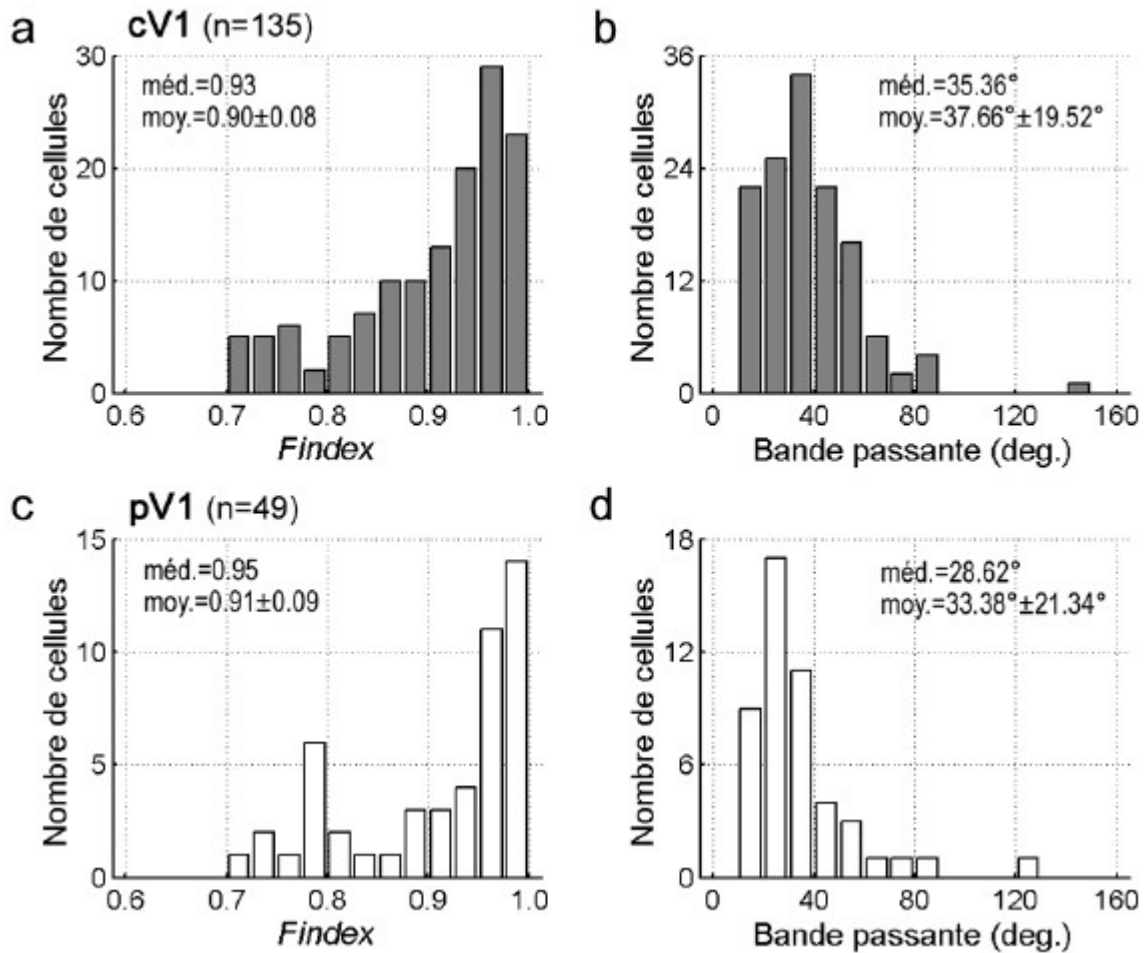 a cV1 (n=135)
30
20
10
0
Nombre de cellules
méd.=0.93
moy.=0.90±0.08
0.6 0.7 0.8 0.9 1.0
Findex
b
36
24
12
0
Nombre de cellules
méd.=35.36°
moy.=37.66°±19.52°
0 40 80 120 160
Bande passante (deg.)
c pV1 (n=49)
15
10
5
0
Nombre de cellules
méd.=0.95
moy.=0.91±0.09
0.6 0.7 0.8 0.9 1.0
Findex
d
18
12
6
0
Nombre de cellules
méd.=28.62°
moy.=33.38°±21.34°
0 40 80 120 160
Bande passante (deg.)